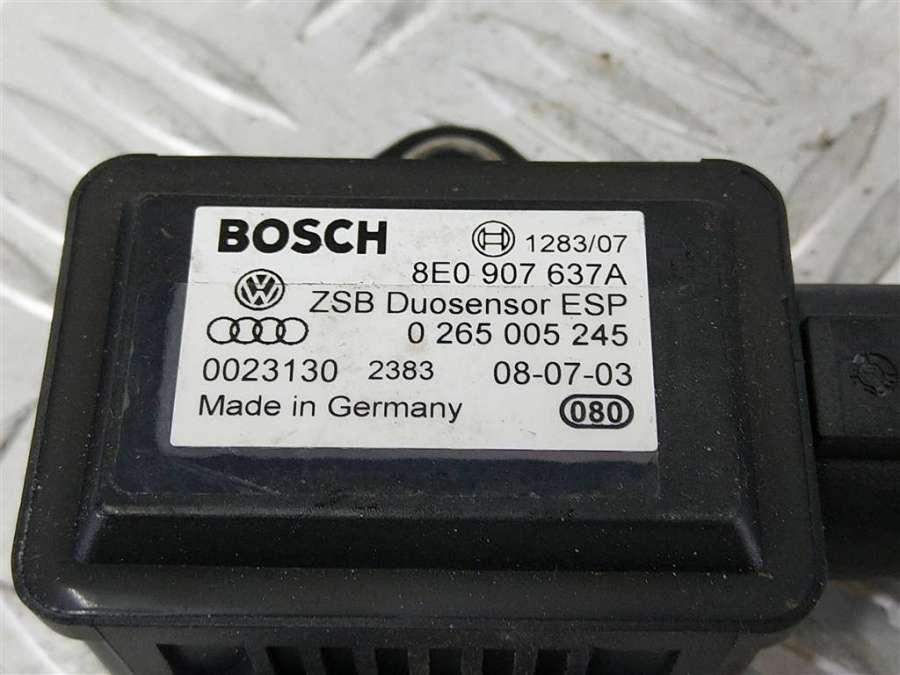 BOSCH 1283/07
8E0 907 637A
ZSB Duosensor ESP
0 265 005 245
0023130 2383 08-07-03
Made in Germany 080